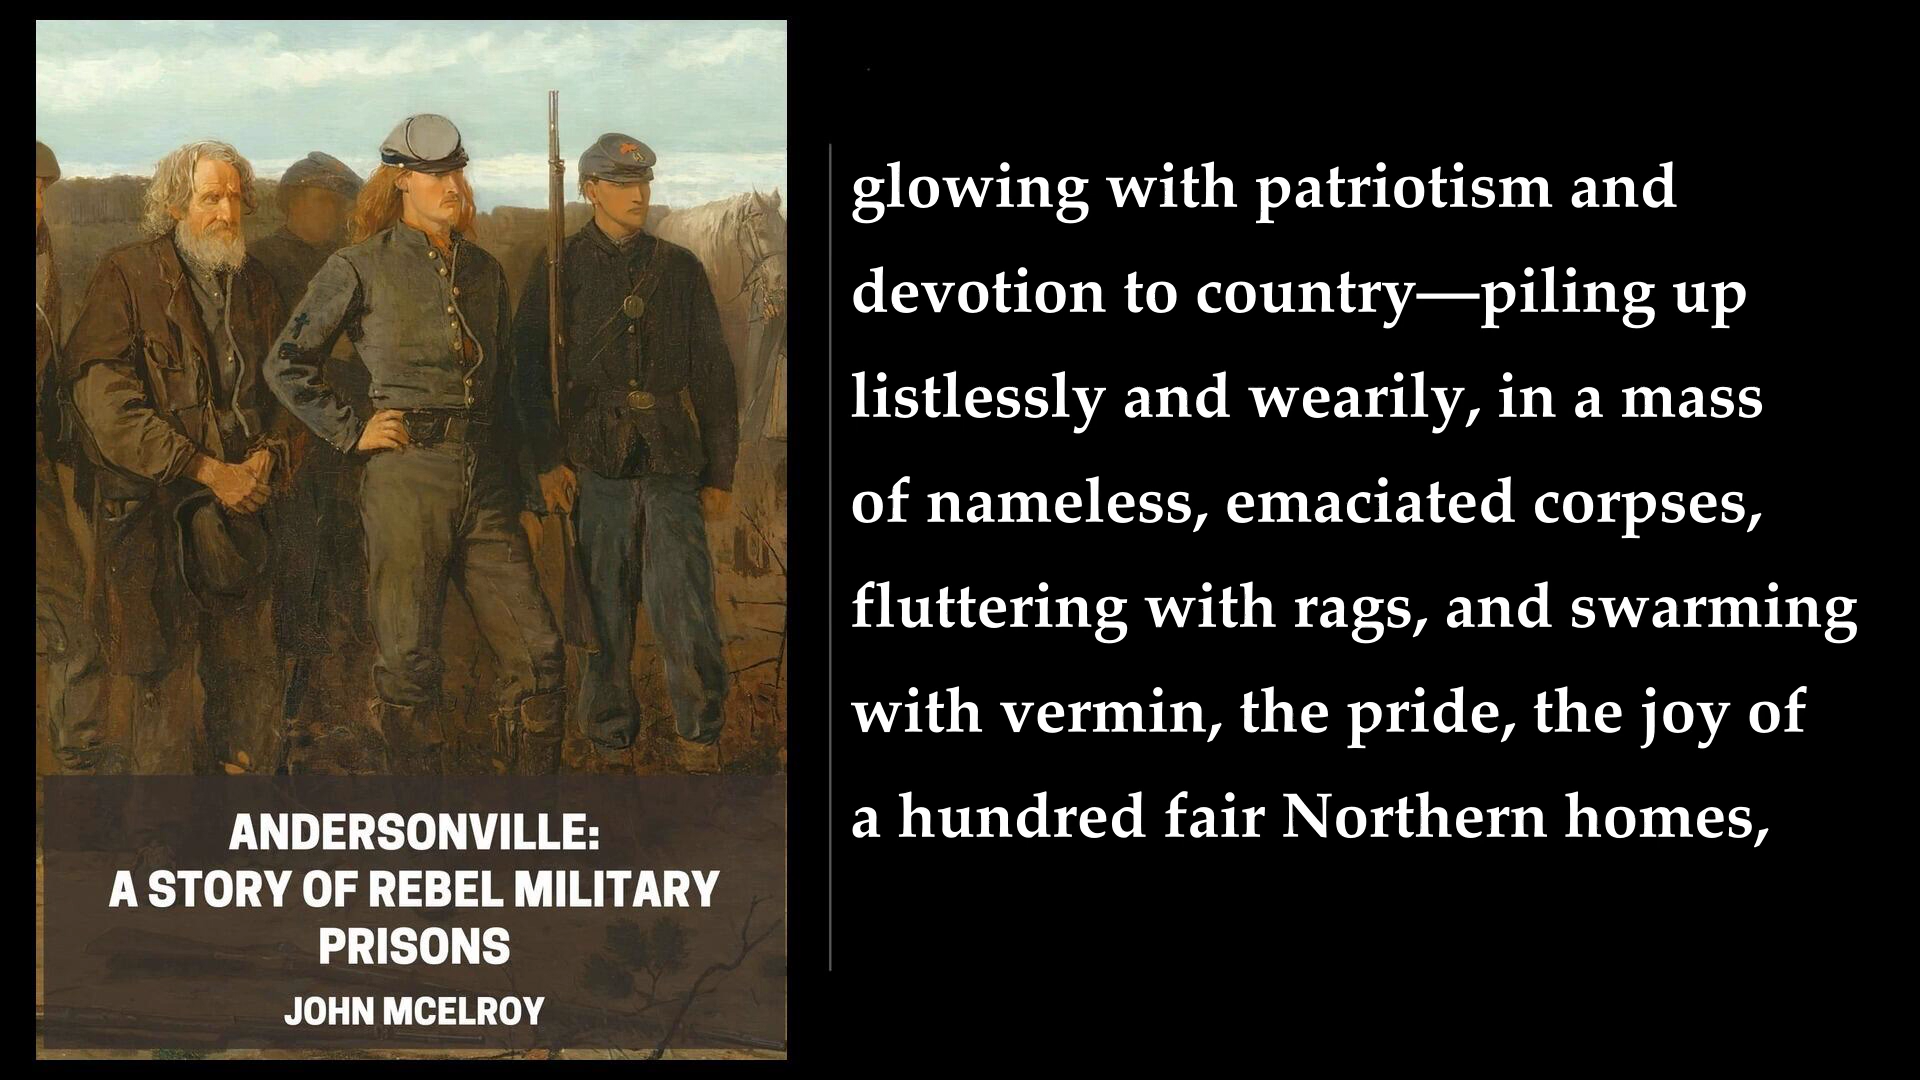 ANDERSONVILLE:
A STORY OF REBEL MILITARY
PRISONS
JOHN MCELROY
glowing with patriotism and
devotion to country—piling up
listlessly and wearily, in a mass
of nameless, emaciated corpses,
fluttering with rags, and swarming
with vermin, the pride, the joy of
a hundred fair Northern homes,